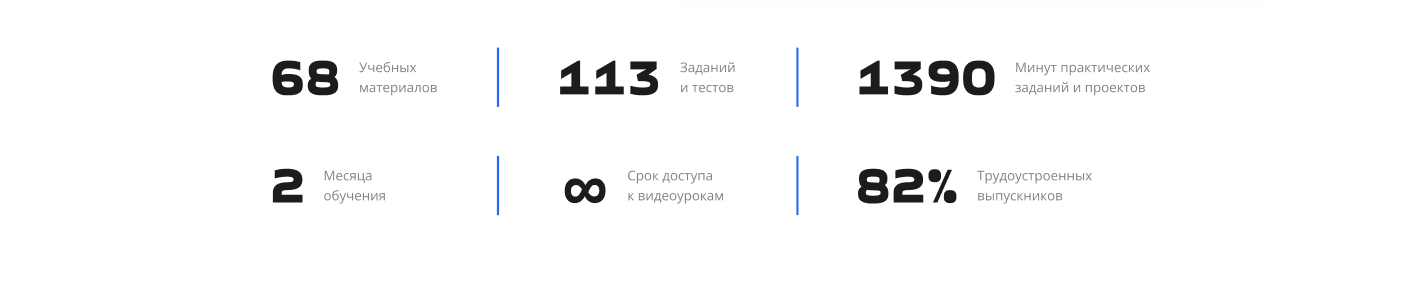 68
Учебных
материалов
113
Заданий
и тестов
1390
Минут практических
заданий и проектов
2
Месяца
обучения
∞
Срок доступа
к видеоурокам
82%
Трудоустроенных
выпускников